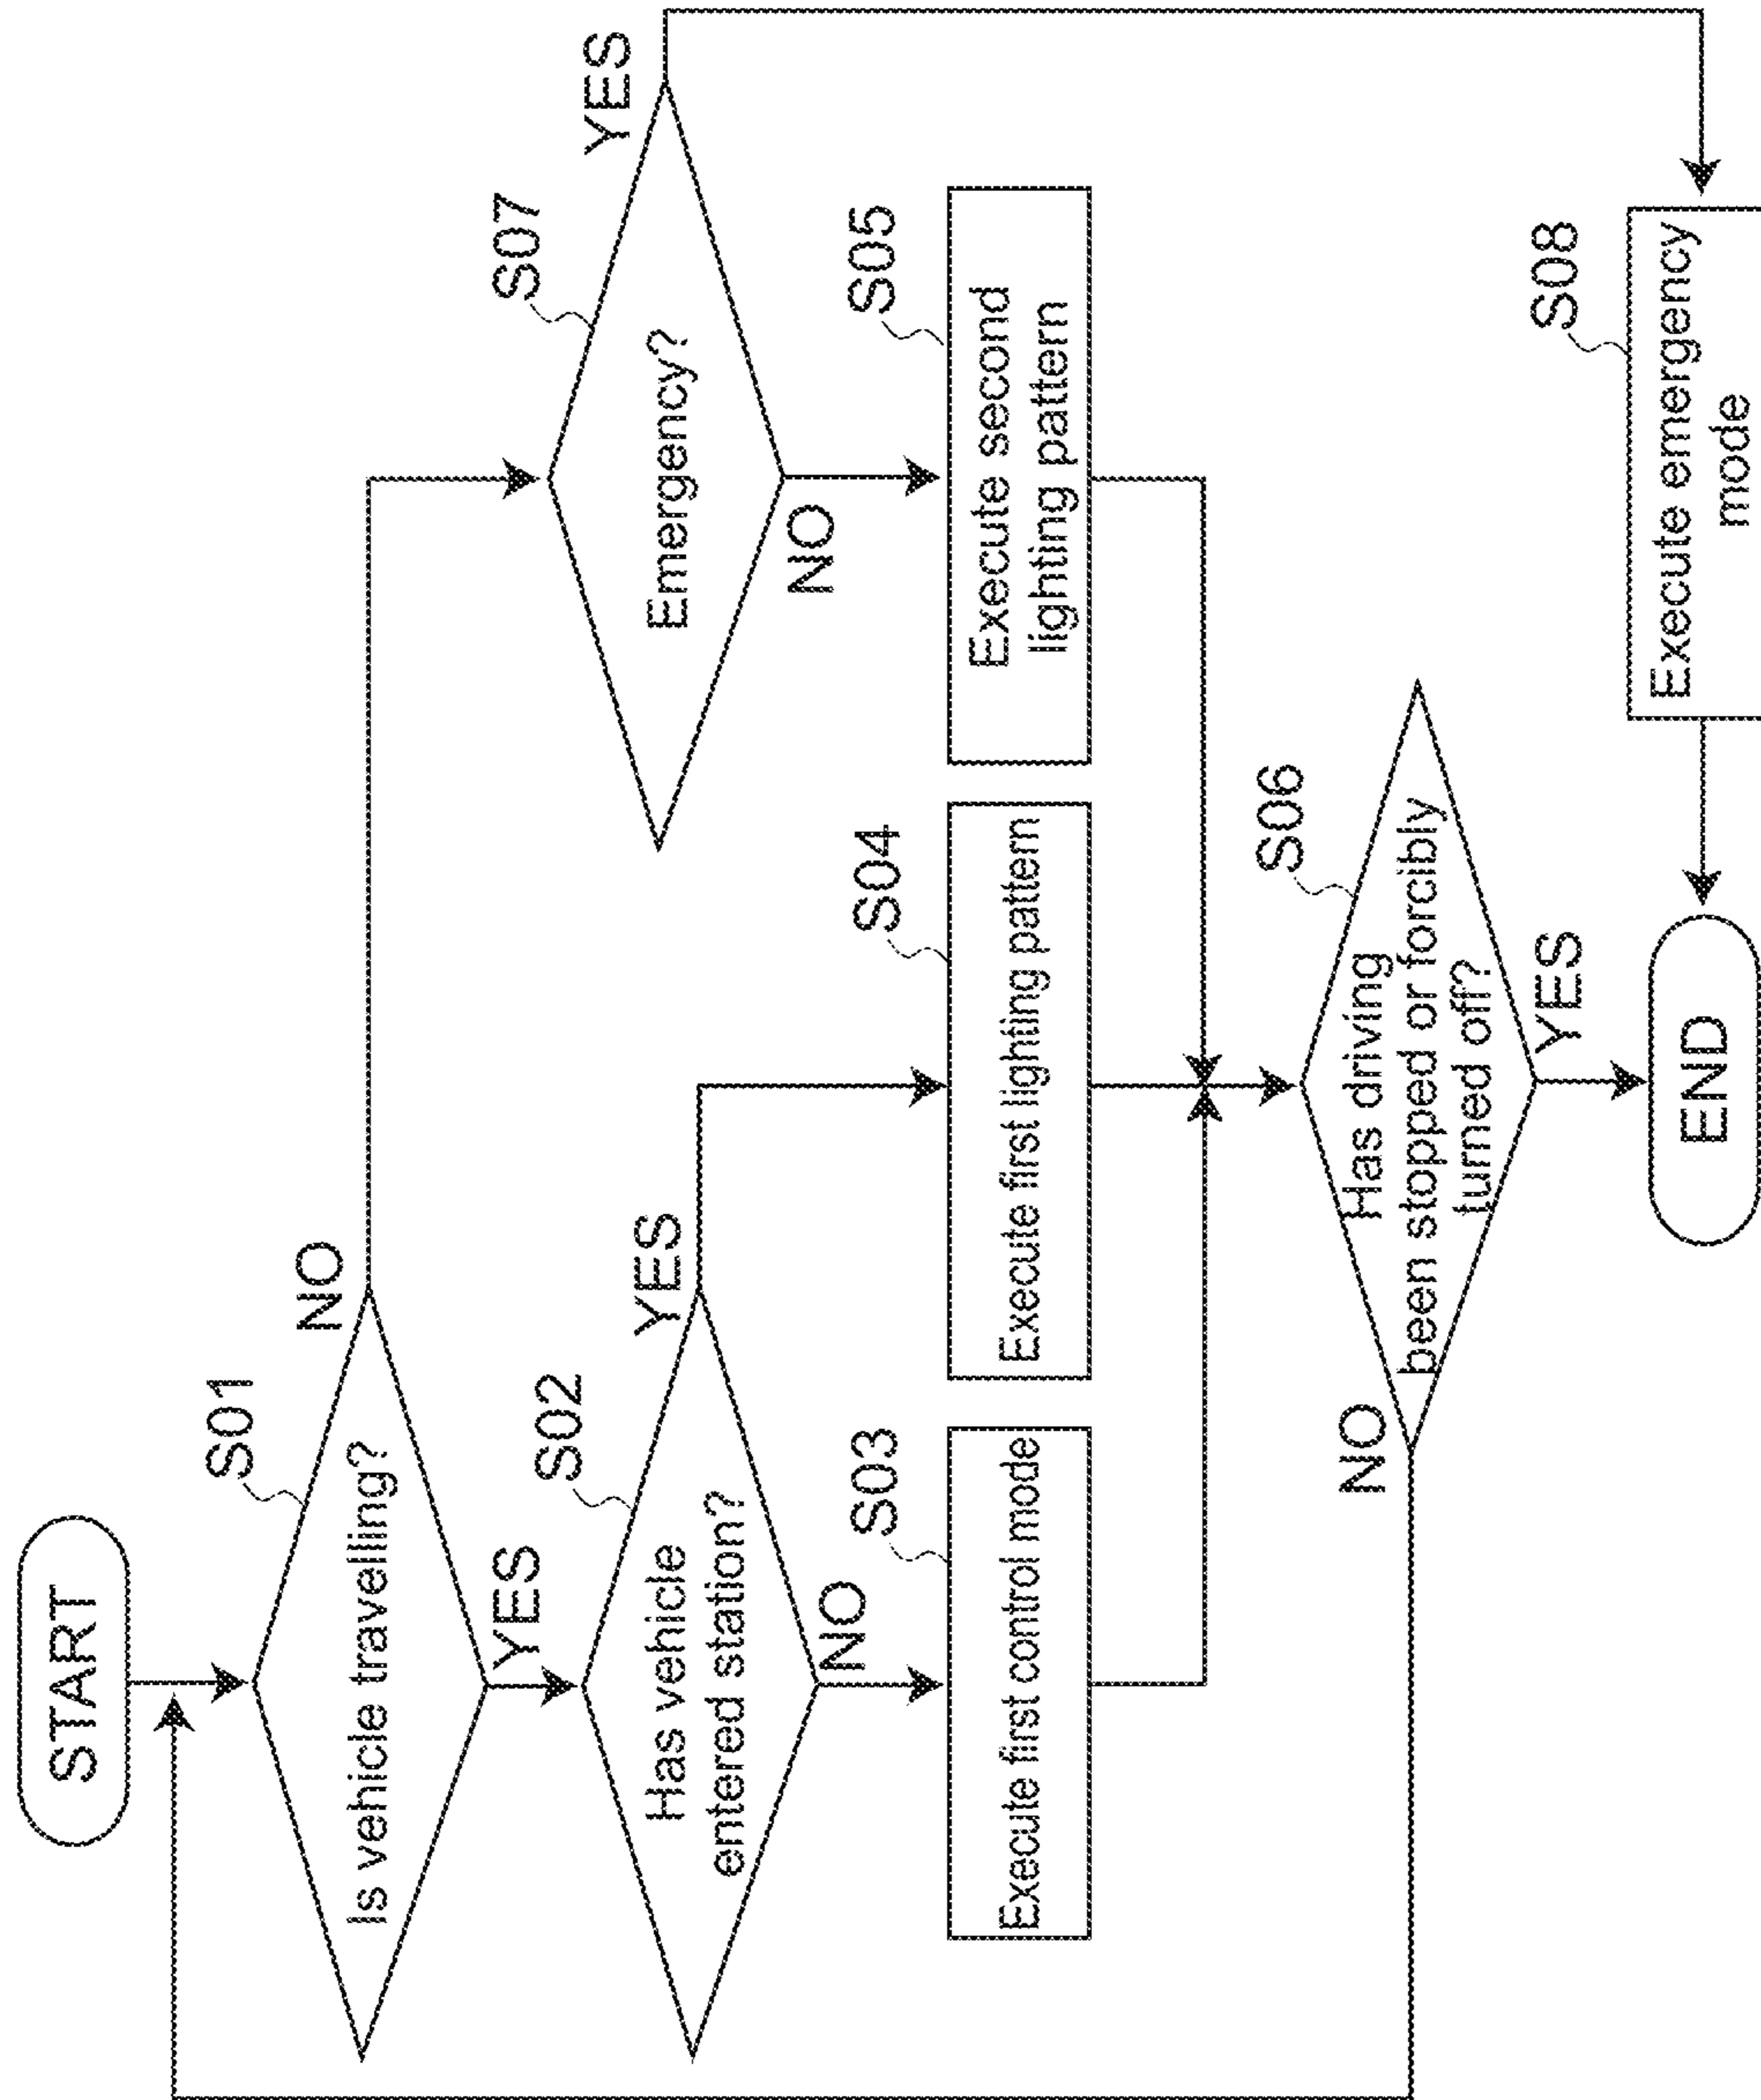 START
S01
Is vehicle travelling?
NO
YES
S02
Has vehicle
entered station?
YES
NO
S07
Emergency?
YES
NO
S03
Execute first control mode
S04
Execute first lighting pattern
S05
Execute second
lighting pattern
S06
Has driving
been stopped or forcibly
turned off?
NO
YES
S08
Execute emergency
mode
END